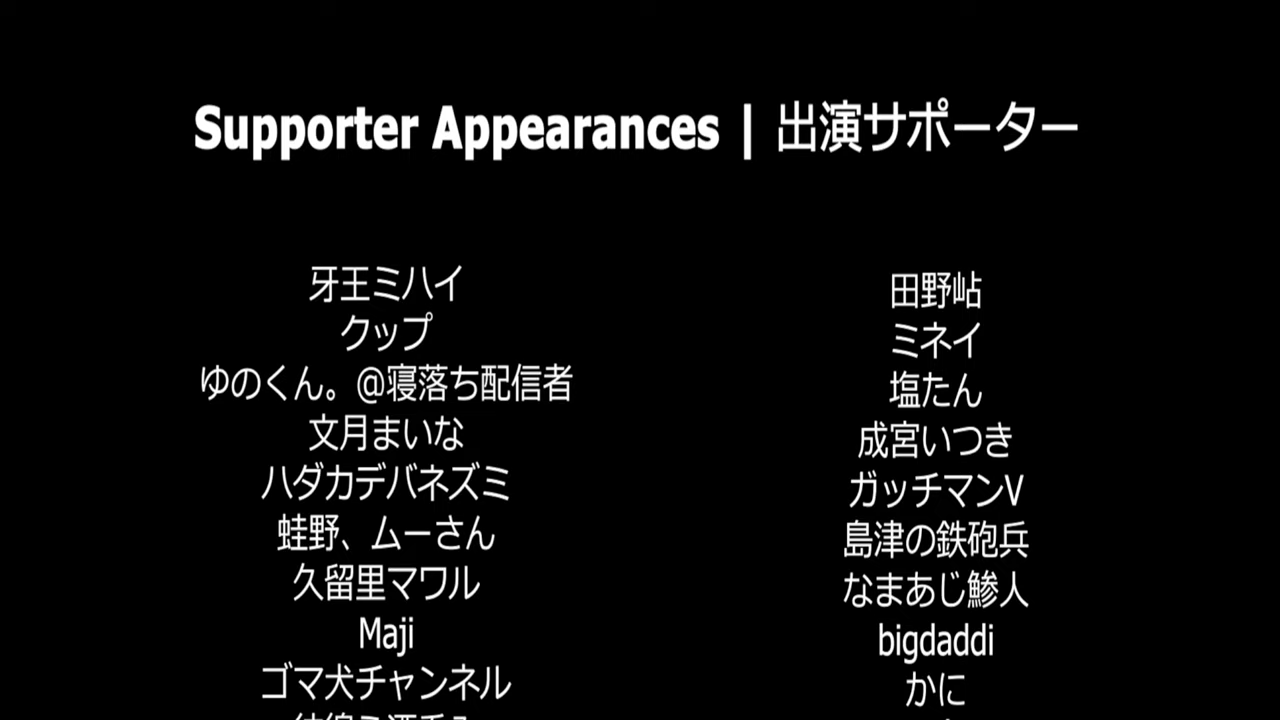 Supporter Appearances | 出演サポーター
牙王ミハイ
クップ
ゆのくん。@寝落ち配信者
文月まいな
ハダカデバネズミ
蛙野、ムーさん
久留里マワル
Maji
ゴマ犬チャンネル
田野岾
ミネイ
塩たん
成宮いつき
ガッチマンV
島津の鉄砲兵
なまあじ鯵人
bigdaddi
かに